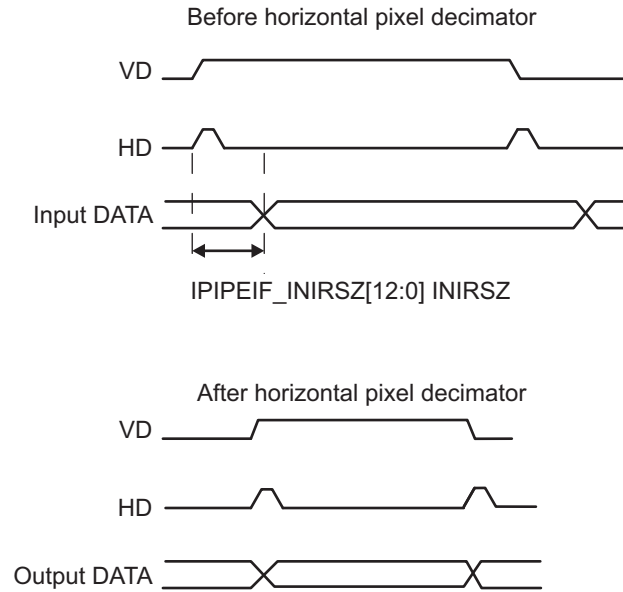 Before horizontal pixel decimator
VD
HD
Input DATA
IPIPEIF_INIRSZ[12:0] INIRSZ
After horizontal pixel decimator
VD
HD
Output DATA